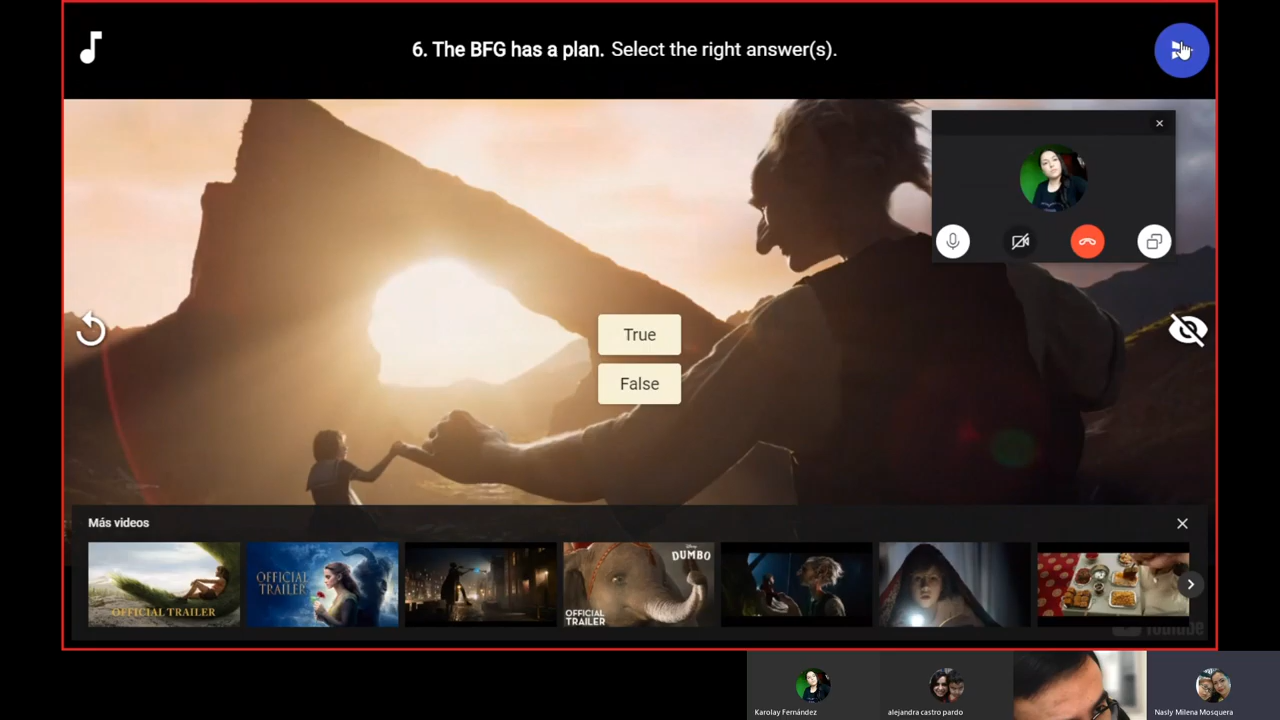 6. The BFG has a plan. Select the right answer(s).
True
False
Más videos
OFFICIAL TRAILER
OFFICIAL
TRAILER
Disney
DUMBO
OFFICIAL
TRAILER
YouTube
Karolay Fernández
alejandra castro pardo
Nasly Milena Mosquera